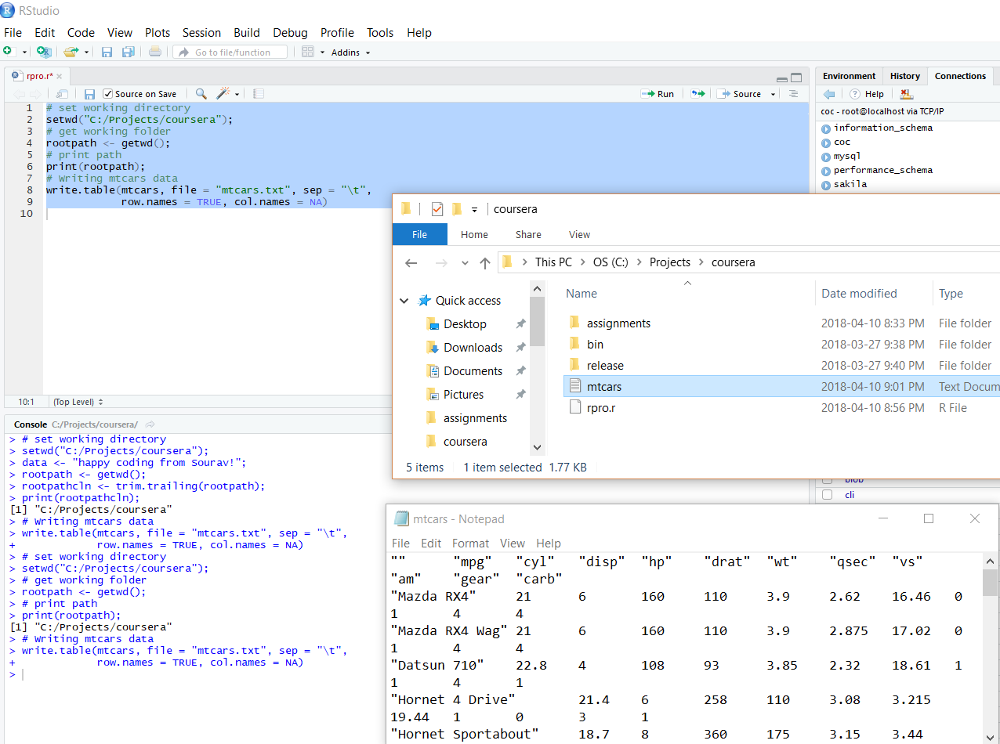 RStudio
File Edit Code View Plots Session Build Debug Profile Tools Help
Go to file/function Addins
rpro.r*
Source on Save Run Source
1 # set working directory
2 setwd("C:/Projects/coursera");
3 # get working folder
4 rootpath <- getwd();
5 # print path
6 print(rootpath);
7 # Writing mtcars data
8 write.table(mtcars, file = "mtcars.txt", sep = "\t",
9 row.names = TRUE, col.names = NA)
10
10:1 (Top Level)
Console C:/Projects/coursera/
> # set working directory
> setwd("C:/Projects/coursera");
> data <- "happy coding from Sourav!";
> rootpath <- getwd();
> rootpathcln <- trim.trailing(rootpath);
> print(rootpathcln);
[1] "C:/Projects/coursera"
> # Writing mtcars data
> write.table(mtcars, file = "mtcars.txt", sep = "\t",
+ row.names = TRUE, col.names = NA)
> # set working directory
> setwd("C:/Projects/coursera");
> # get working folder
> rootpath <- getwd();
> # print path
> print(rootpath);
[1] "C:/Projects/coursera"
> # Writing mtcars data
> write.table(mtcars, file = "mtcars.txt", sep = "\t",
+ row.names = TRUE, col.names = NA)
>
Environment History Connections
Help
coc - root@localhost via TCP/IP
information_schema
coc
mysql
performance_schema
sakila
coursera
File Home Share View
This PC > OS (C:) > Projects > coursera
Name Date modified Type
Quick access
Desktop
Downloads
Documents
Pictures
assignments
coursera
assignments 2018-04-10 8:33 PM File folder
bin 2018-03-27 9:38 PM File folder
release 2018-03-27 9:40 PM File folder
mtcars 2018-04-10 9:01 PM Text Docum
rpro.r 2018-04-10 8:56 PM R File
5 items 1 item selected 1.77 KB
blob
cli
mtcars - Notepad
File Edit Format View Help
"" "mpg" "cyl" "disp" "hp" "drat" "wt" "qsec" "vs"
"am" "gear" "carb"
"Mazda RX4" 21 6 160 110 3.9 2.62 16.46 0
1 4 4
"Mazda RX4 Wag" 21 6 160 110 3.9 2.875 17.02 0
1 4 4
"Datsun 710" 22.8 4 108 93 3.85 2.32 18.61 1
1 4 1
"Hornet 4 Drive" 21.4 6 258 110 3.08 3.215
19.44 1 0 3 1
"Hornet Sportabout" 18.7 8 360 175 3.15 3.44